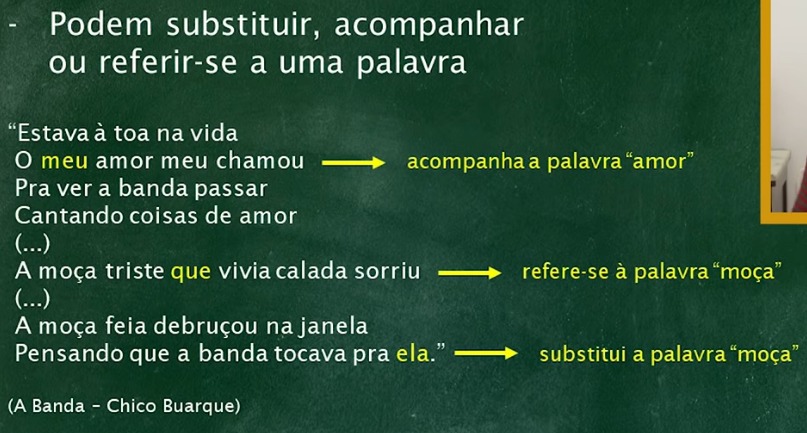 - Podem substituir, acompanhar
ou referir-se a uma palavra
“Estava à toa na vida
O meu amor meu chamou → acompanha a palavra “amor”
Pra ver a banda passar
Cantando coisas de amor
(...)
A moça triste que vivia calada sorriu → refere-se à palavra “moça”
(...)
A moça feia debruçou na janela
Pensando que a banda tocava pra ela.” → substitui a palavra “moça”
(A Banda – Chico Buarque)